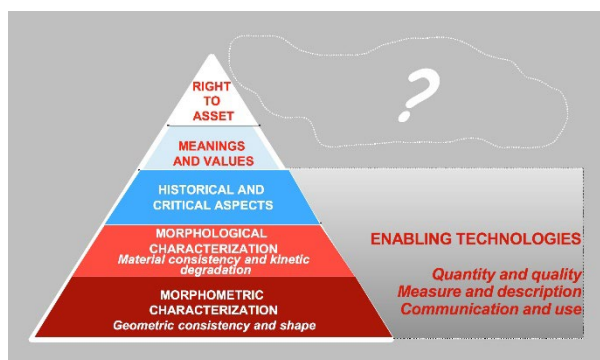 RIGHT
TO
ASSET
?
MEANINGS
AND VALUES
HISTORICAL AND
CRITICAL ASPECTS
MORPHOLOGICAL
CHARACTERIZATION
Material consistency and kinetic
degradation
MORPHOMETRIC
CHARACTERIZATION
Geometric consistency and shape
ENABLING TECHNOLOGIES
Quantity and quality
Measure and description
Communication and use